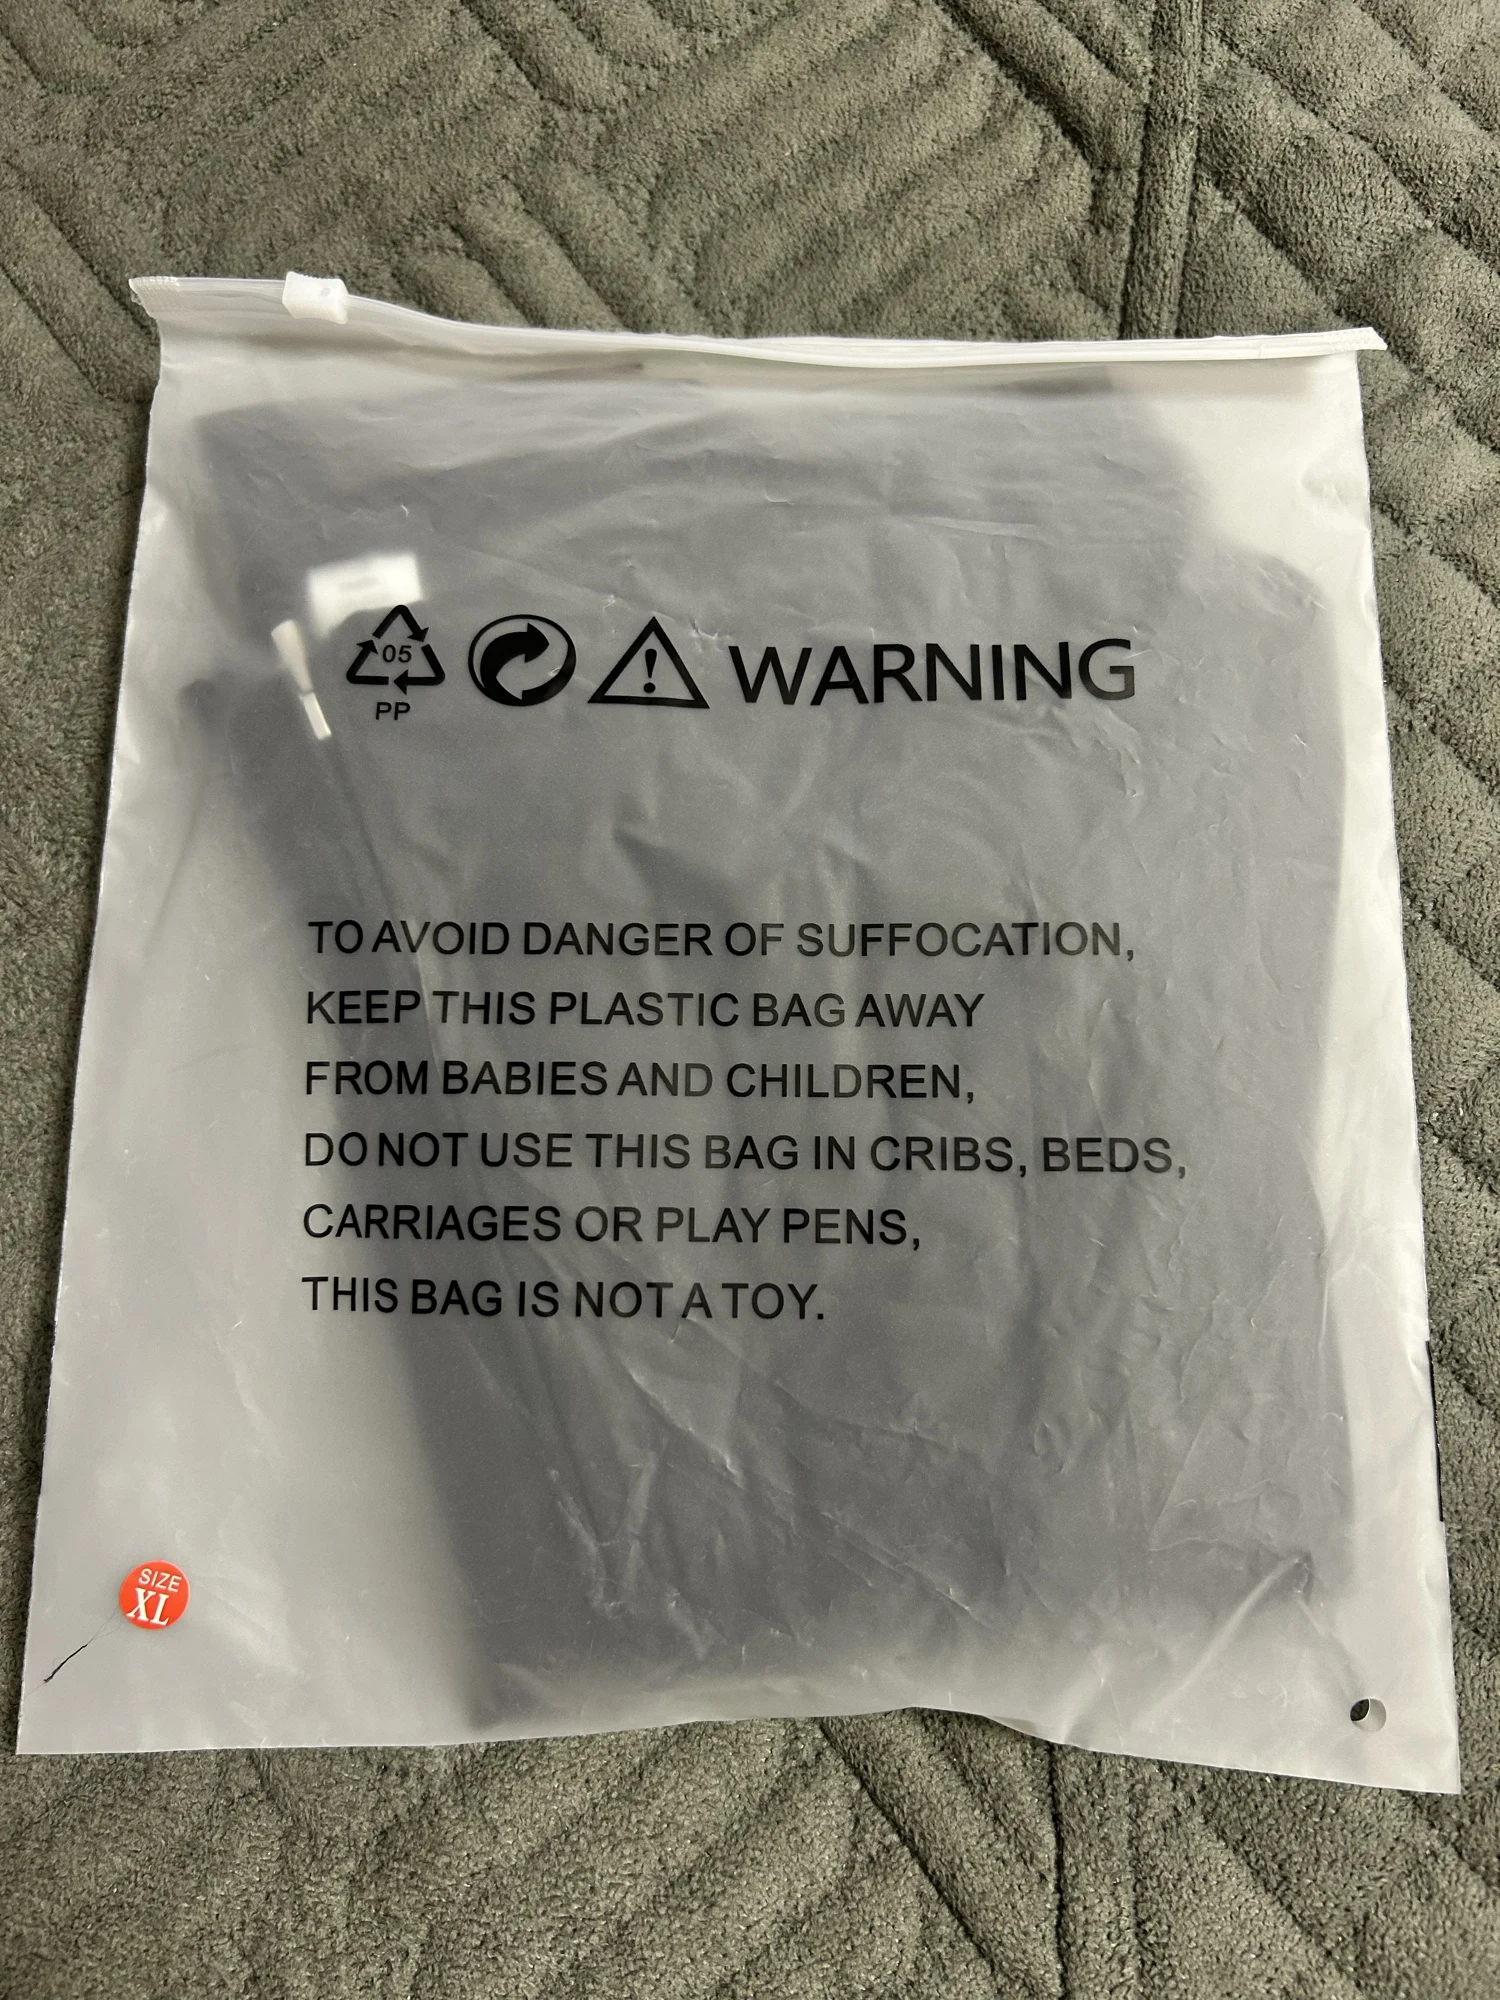 05
PP
! WARNING
TO AVOID DANGER OF SUFFOCATION,
KEEP THIS PLASTIC BAG AWAY
FROM BABIES AND CHILDREN,
DO NOT USE THIS BAG IN CRIBS, BEDS,
CARRIAGES OR PLAY PENS,
THIS BAG IS NOT A TOY.
SIZE
XL